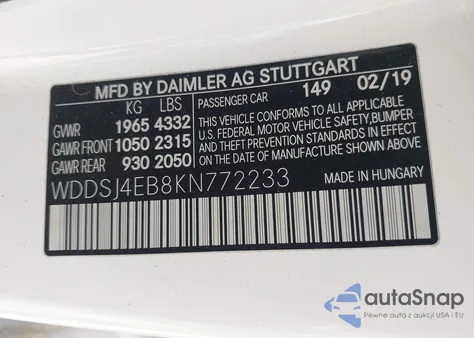 MFD BY DAIMLER AG STUTTGART
KG LBS PASSENGER CAR 149 02/19
GVWR 1965 4332
GAWR FRONT 1050 2315
GAWR REAR 930 2050
THIS VEHICLE CONFORMS TO ALL APPLICABLE
U.S. FEDERAL MOTOR VEHICLE SAFETY,BUMPER
AND THEFT PREVENTION STANDARDS IN EFFECT
ON THE DATE OF MANUFACTURE SHOWN ABOVE.
WDDSJ4EB8KN772233
MADE IN
HUNGARY
autoSnap
Pewne auta z aukcji USA i EU